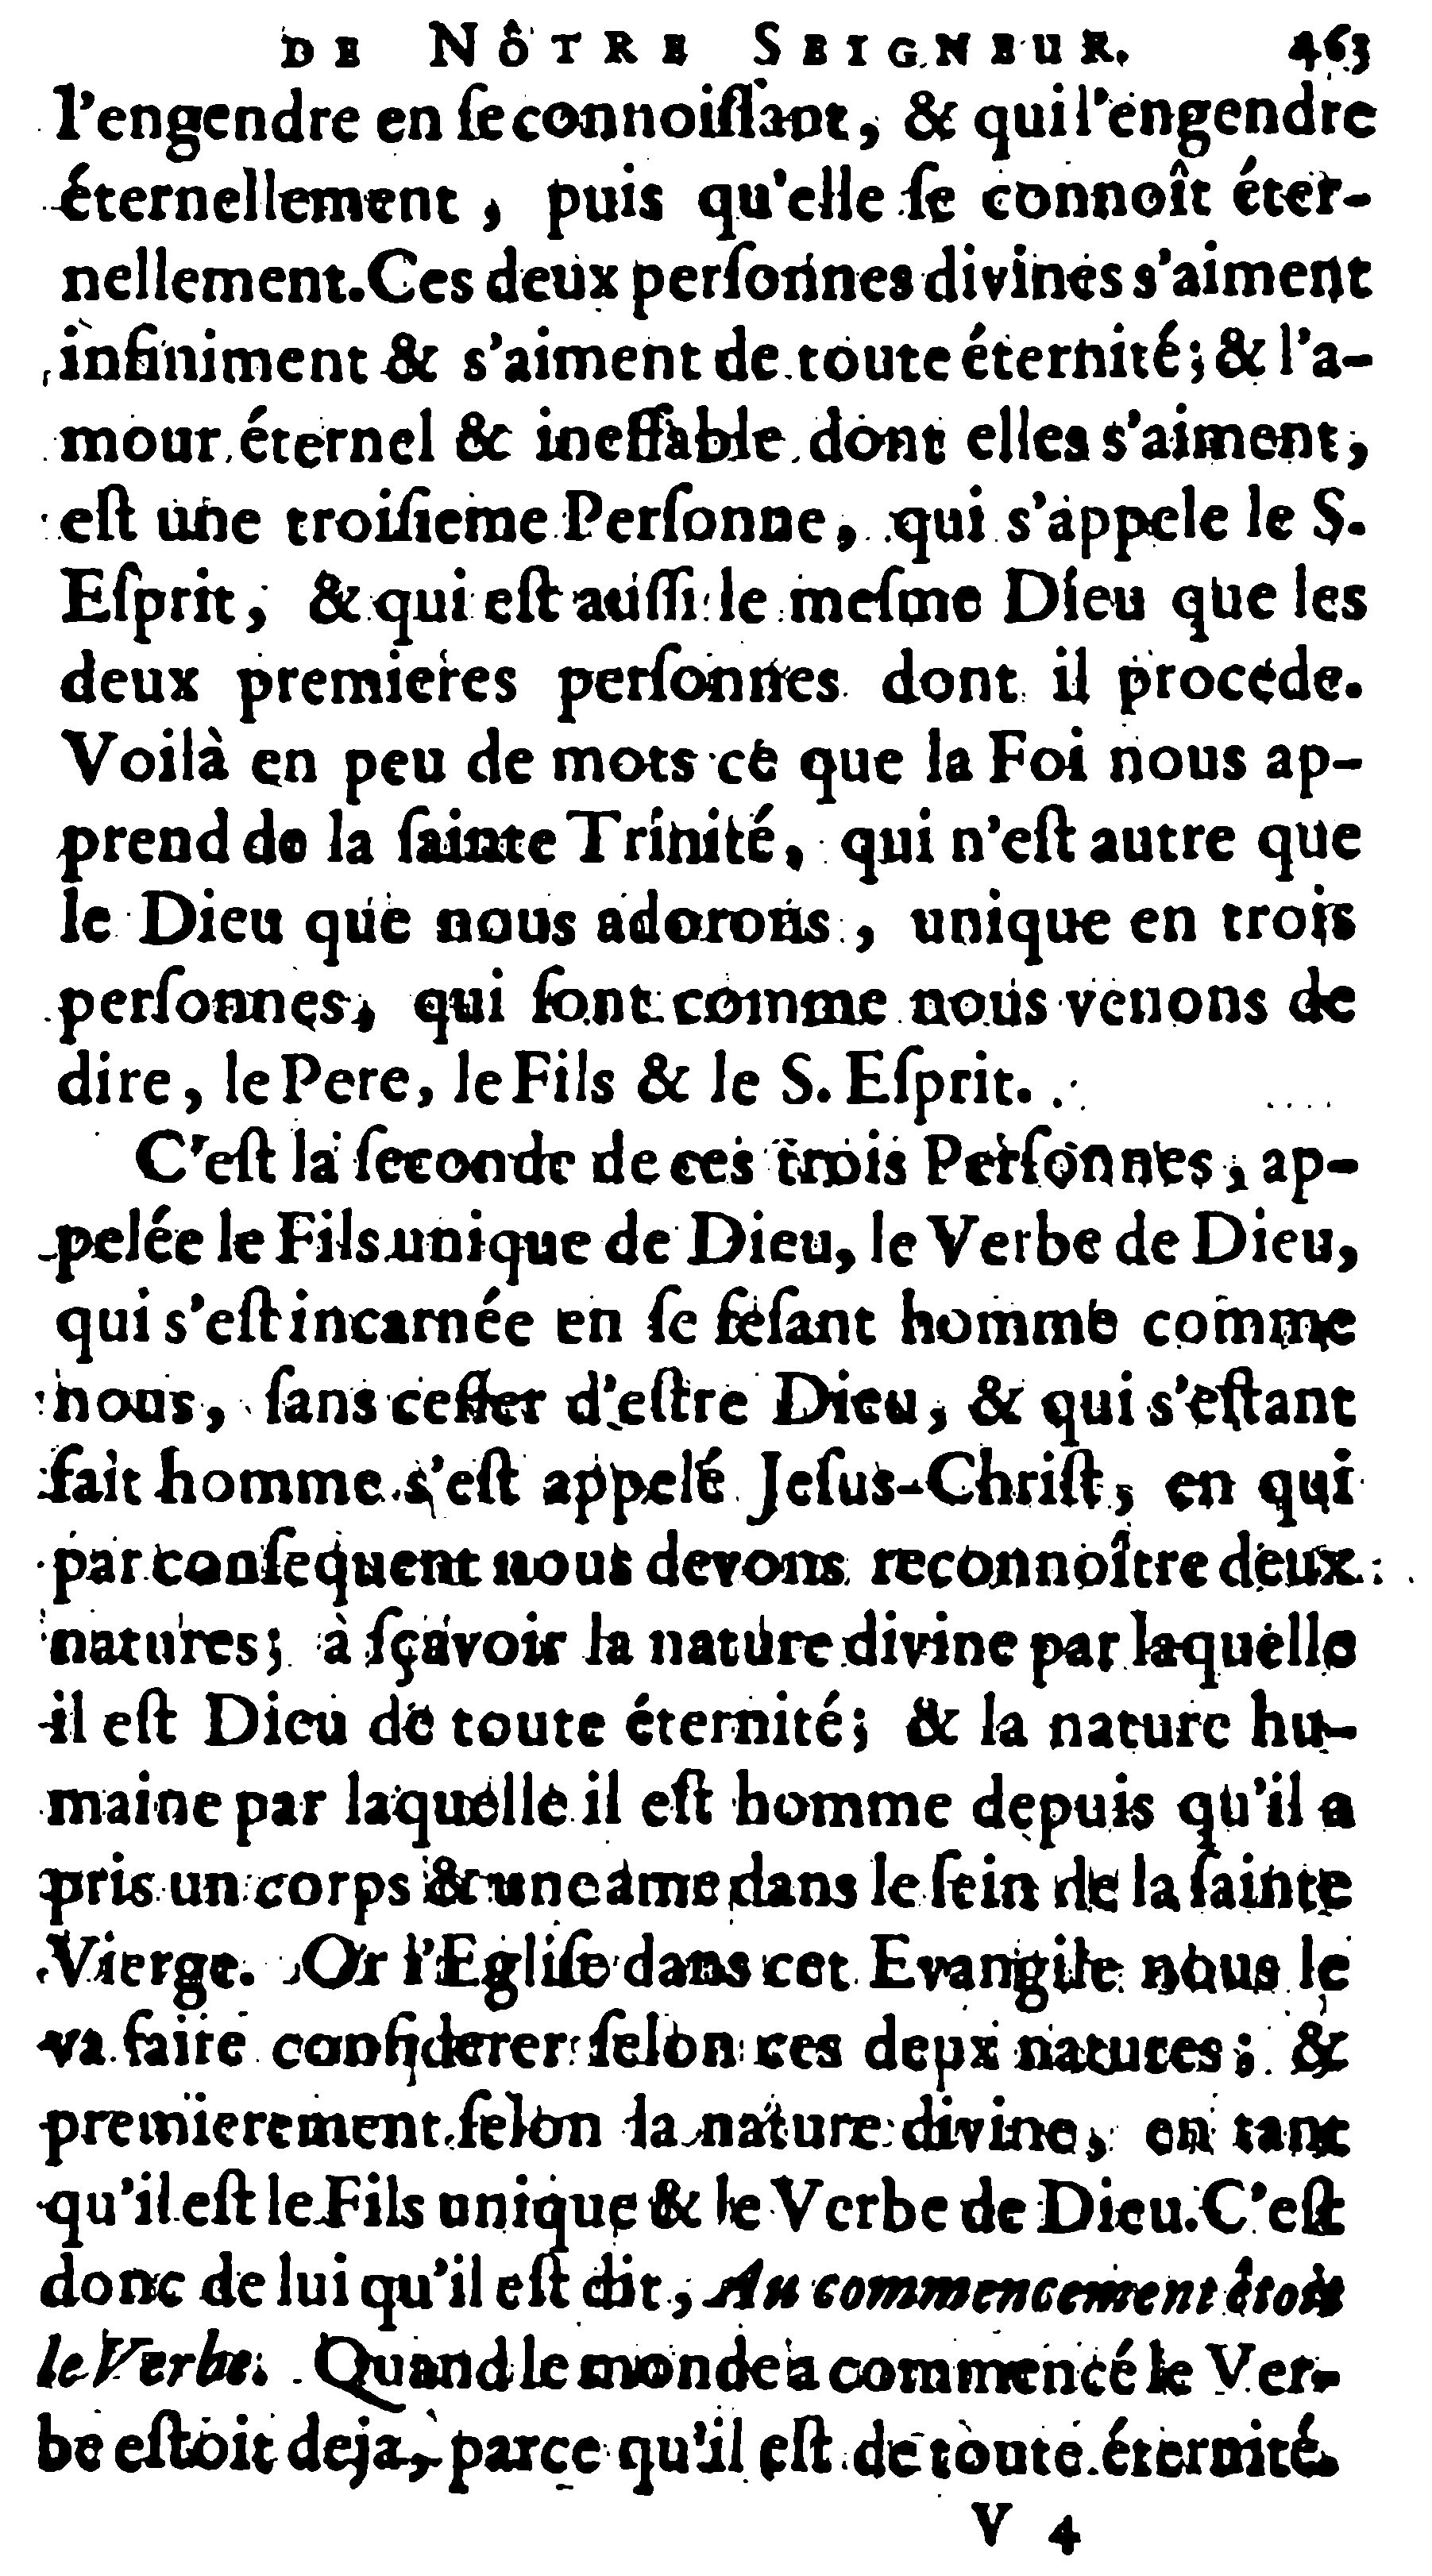 DE NÔTRE SEIGNEUR. 463
l'engendre en ſe connoiſſant, & qui l'engendre
éternellement, puis qu'elle ſe connoît éter-
nellement. Ces deux perſonnes divines s'aiment
infiniment & s'aiment de toute éternité; & l'a-
mour éternel & ineffable dont elles s'aiment,
eſt une troiſieme Perſonne, qui s'appele le S.
Eſprit, & qui eſt auſſi le meſme Dieu que les
deux premieres perſonnes dont il procede.
Voilà en peu de mots ce que la Foi nous ap-
prend de la ſainte Trinité, qui n'eſt autre que
le Dieu que nous adorons, unique en trois
perſonnes, qui ſont comme nous venons de
dire, le Pere, le Fils & le S. Eſprit.
C'eſt la ſeconde de ces trois Perſonnes, ap-
pelée le Fils unique de Dieu, le Verbe de Dieu,
qui s'eſt incarnée en ſe feſant homme comme
nous, ſans ceſſer d'eſtre Dieu, & qui s'eſtant
fait homme s'eſt appelé Jeſus-Chriſt, en qui
par conſequent nous devons reconnoître deux
natures; à ſçavoir la nature divine par laquelle
il eſt Dieu de toute éternité; & la nature hu-
maine par laquelle il eſt homme depuis qu'il a
pris un corps & une ame dans le ſein de la ſainte
Vierge. Or l'Egliſe dans cet Evangile nous le
va faire conſiderer ſelon ces deux natures; &
premierement ſelon la nature divine, en tant
qu'il eſt le Fils unique & le Verbe de Dieu. C'eſt
donc de lui qu'il eſt dit, Au commencement étoit
le Verbe. Quand le monde a commencé le Ver-
be eſtoit deja, parce qu'il eſt de toute éternité.
V 4